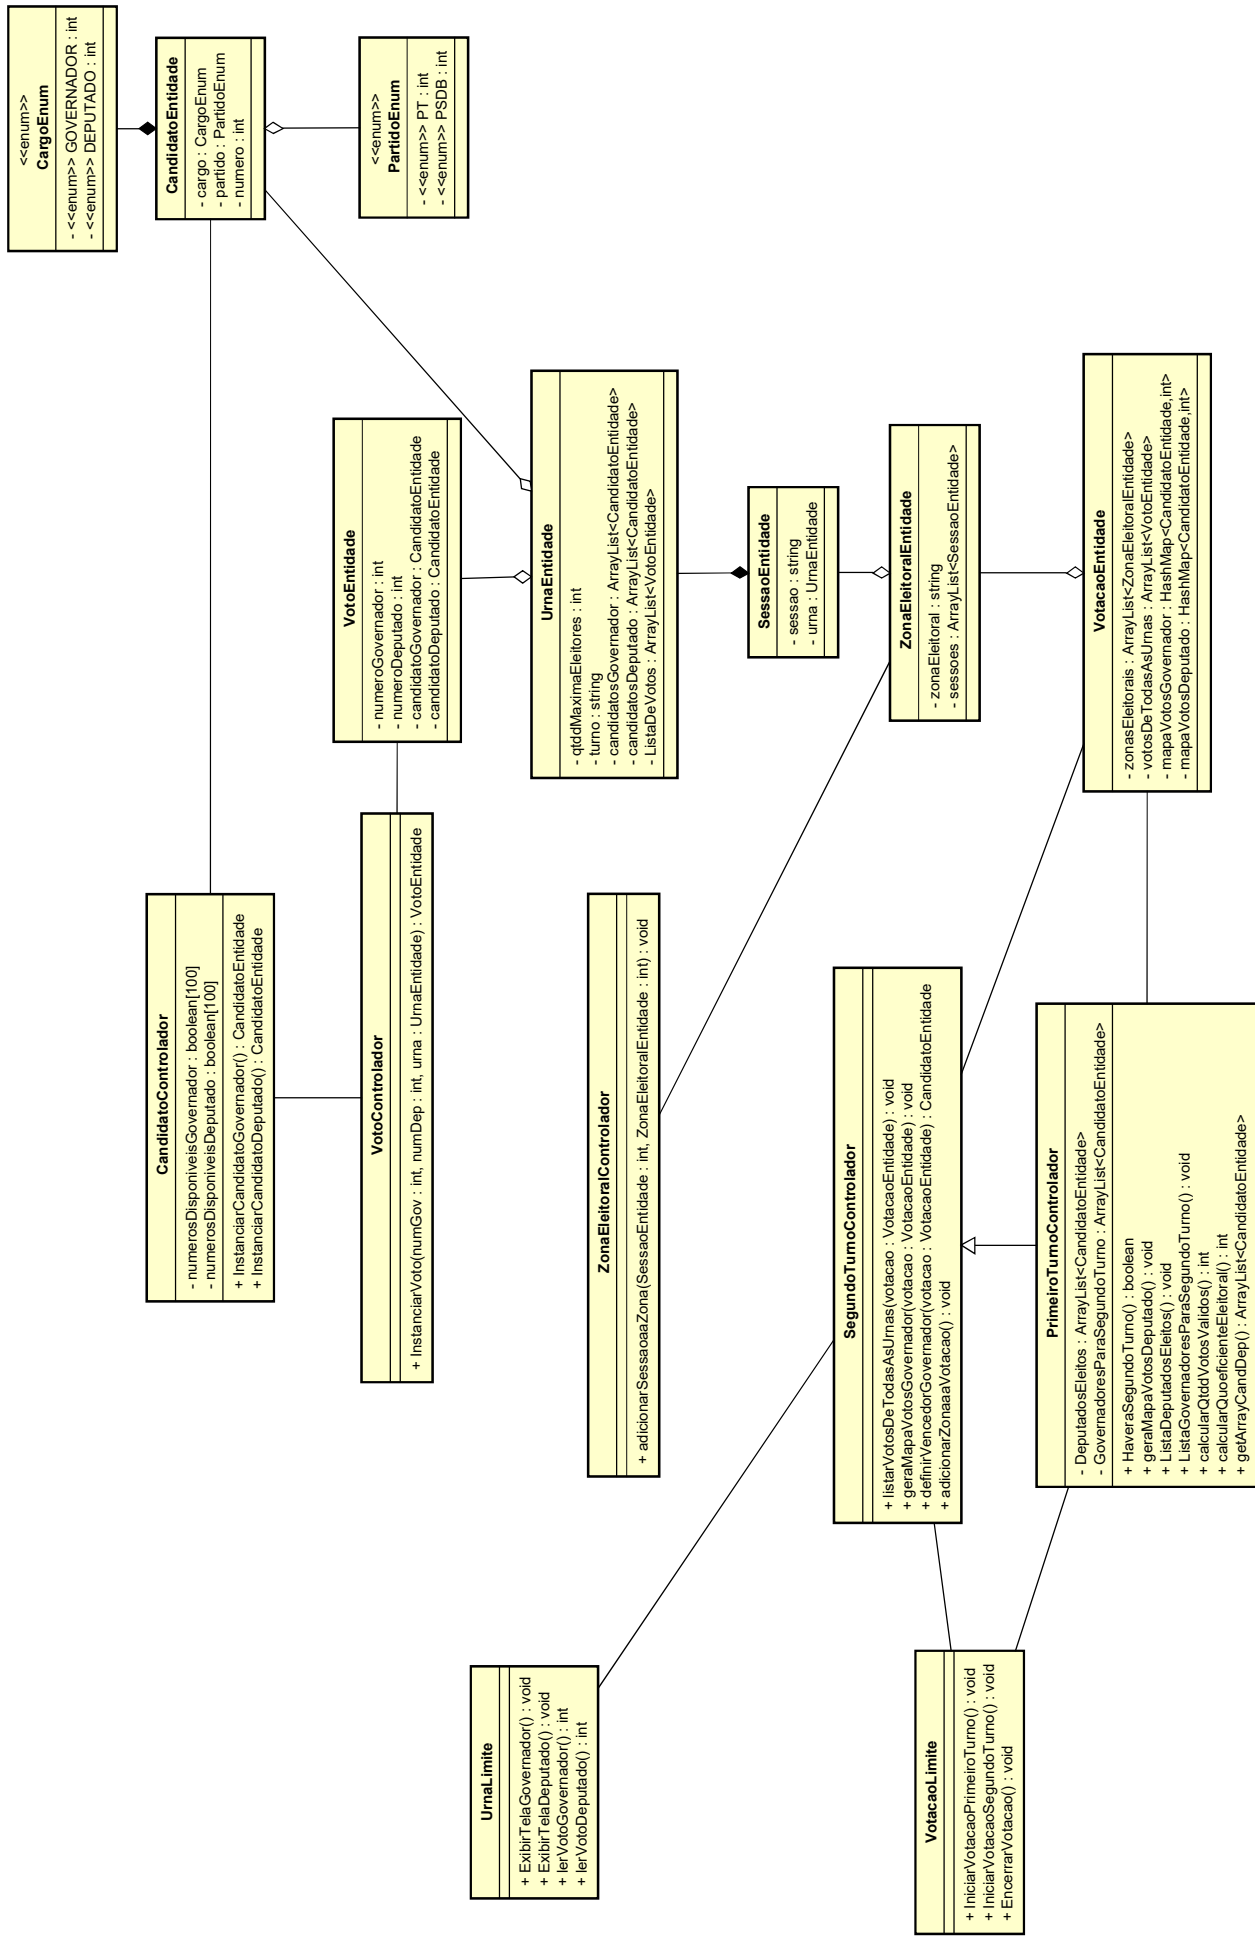 <<enum>>
CargoEnum
- <<enum>> GOVERNADOR : int
- <<enum>> DEPUTADO : int
CandidatoEntidade
- cargo : CargoEnum
- partido : PartidoEnum
- numero : int
<<enum>>
PartidoEnum
- <<enum>> PT : int
- <<enum>> PSDB : int
CandidatoControlador
- numerosDisponiveisGovernador : boolean[100]
- numerosDisponiveisDeputado : boolean[100]
+ InstanciarCandidatoGovernador() : CandidatoEntidade
+ InstanciarCandidatoDeputado() : CandidatoEntidade
VotoEntidade
- numeroGovernador : int
- numeroDeputado : int
- candidatoGovernador : CandidatoEntidade
- candidatoDeputado : CandidatoEntidade
VotoControlador
+ InstanciarVoto(numGov : int, numDep : int, urna : UrnaEntidade) : VotoEntidade
UrnaEntidade
- qtddMaximaEleitores : int
- turno : string
- candidatosGovernador : ArrayList<CandidatoEntidade>
- candidatosDeputado : ArrayList<CandidatoEntidade>
- ListaDeVotos : ArrayList<VotoEntidade>
UrnaLimite
+ ExibirTelaGovernador() : void
+ ExibirTelaDeputado() : void
+ lerVotoGovernador() : int
+ lerVotoDeputado() : int
ZonaEleitoralControlador
+ adicionarSessaoaaZona(SessaoEntidade : int, ZonaEleitoralEntidade : int) : void
SessaoEntidade
- sessao : string
- urna : UrnaEntidade
ZonaEleitoralEntidade
- zonaEleitoral : string
- sessoes : ArrayList<SessaoEntidade>
SegundoTurnoControlador
+ listarVotosDeTodasAsUrnas(votacao : VotacaoEntidade) : void
+ geraMapaVotosGovernador(votacao : VotacaoEntidade) : void
+ definirVencedorGovernador(votacao : VotacaoEntidade) : CandidatoEntidade
+ adicionarZonaaaVotacao() : void
VotacaoLimite
+ IniciarVotacaoPrimeiroTurno() : void
+ IniciarVotacaoSegundoTurno() : void
+ EncerrarVotacao() : void
PrimeiroTurnoControlador
- DeputadosEleitos : ArrayList<CandidatoEntidade>
- GovernadoresParaSegundoTurno : ArrayList<CandidatoEntidade>
+ HaveraSegundoTurno() : boolean
+ geraMapaVotosDeputado() : void
+ ListaDeputadosEleitos() : void
+ ListaGovernadoresParaSegundoTurno() : void
+ calcularQtddVotosValidos() : int
+ calcularQuoeficienteEleitoral() : int
+ getArrayCandDep() : ArrayList<CandidatoEntidade>
VotacaoEntidade
- zonasEleitorais : ArrayList<ZonaEleitoralEntidade>
- votosDeTodasAsUrnas : ArrayList<VotoEntidade>
- mapaVotosGovernador : HashMap<CandidatoEntidade,int>
- mapaVotosDeputado : HashMap<CandidatoEntidade,int>